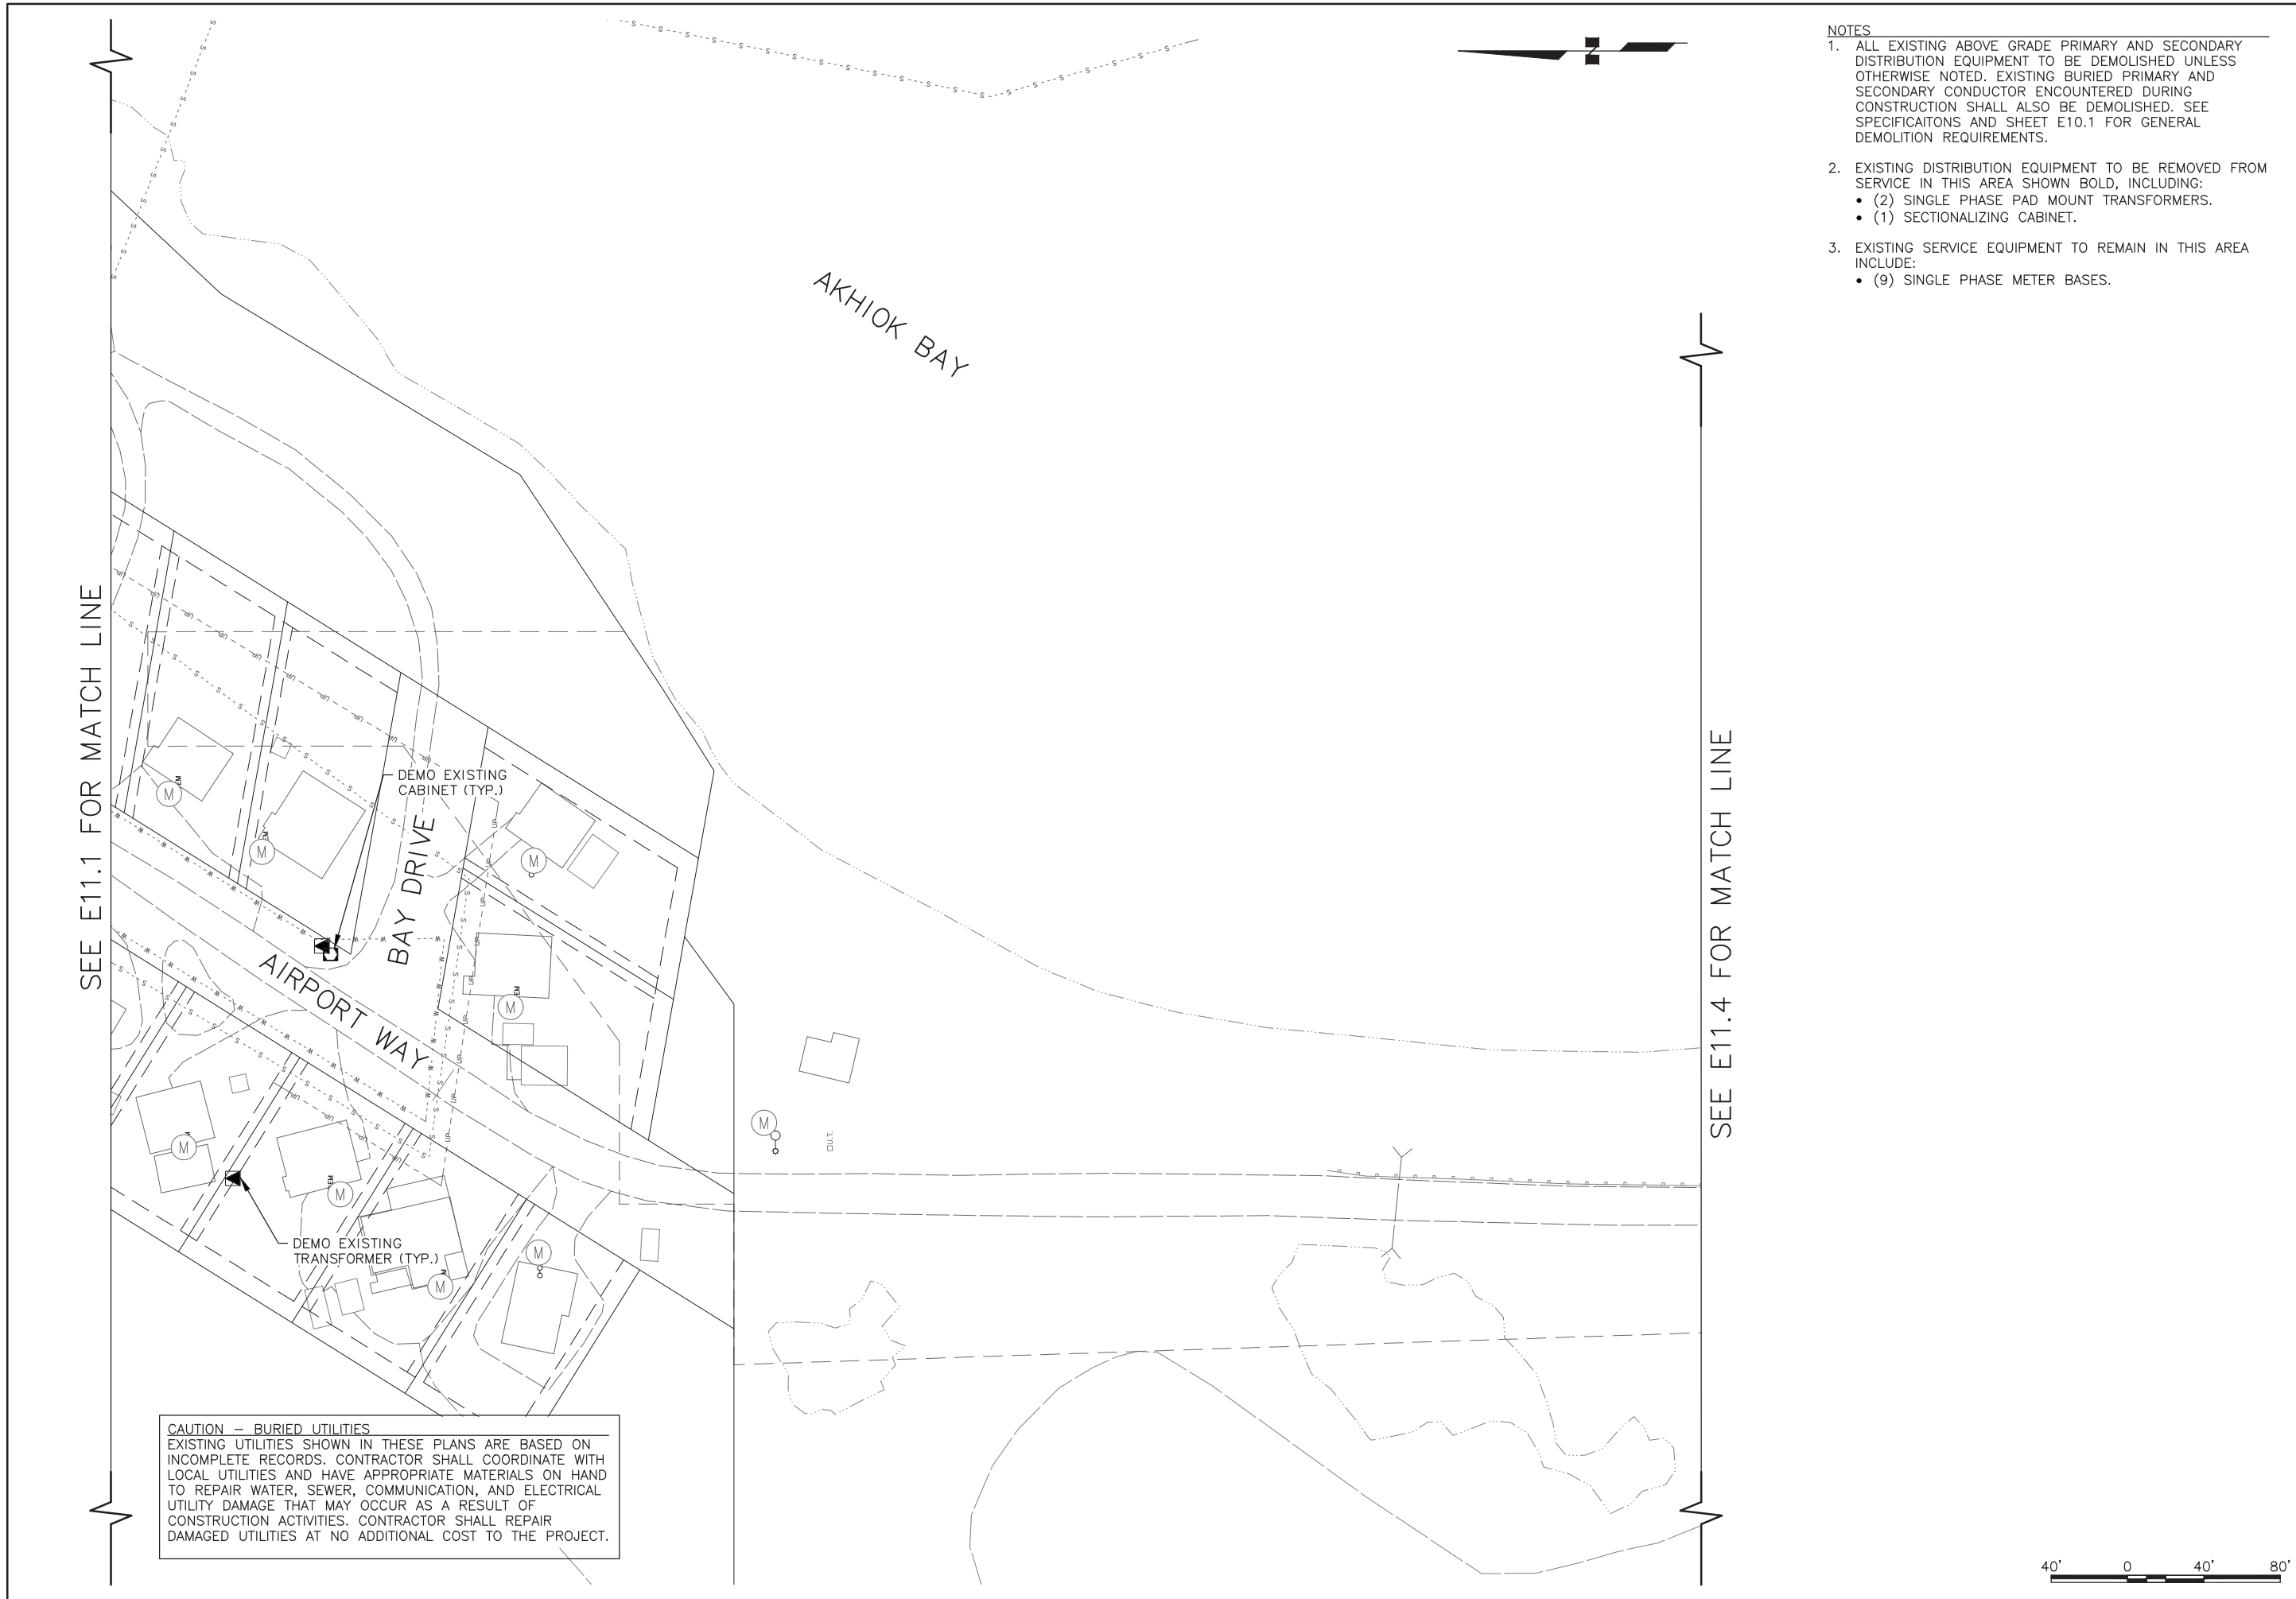 NOTES
1. ALL EXISTING ABOVE GRADE PRIMARY AND SECONDARY
DISTRIBUTION EQUIPMENT TO BE DEMOLISHED UNLESS
OTHERWISE NOTED. EXISTING BURIED PRIMARY AND
SECONDARY CONDUCTOR ENCOUNTERED DURING
CONSTRUCTION SHALL ALSO BE DEMOLISHED. SEE
SPECIFICAITONS AND SHEET E10.1 FOR GENERAL
DEMOLITION REQUIREMENTS.
2. EXISTING DISTRIBUTION EQUIPMENT TO BE REMOVED FROM
SERVICE IN THIS AREA SHOWN BOLD, INCLUDING:
• (2) SINGLE PHASE PAD MOUNT TRANSFORMERS.
• (1) SECTIONALIZING CABINET.
3. EXISTING SERVICE EQUIPMENT TO REMAIN IN THIS AREA
INCLUDE:
• (9) SINGLE PHASE METER BASES.
N
AKHIOK BAY
SEE E11.1 FOR MATCH LINE
SEE E11.4 FOR MATCH LINE
DEMO EXISTING
CABINET (TYP.)
BAY DRIVE
AIRPORT WAY
M
EM
M
EM
M
M
EM
M
M
M
EM
M
M
U.T.
DEMO EXISTING
TRANSFORMER (TYP.)
CAUTION – BURIED UTILITIES
EXISTING UTILITIES SHOWN IN THESE PLANS ARE BASED ON
INCOMPLETE RECORDS. CONTRACTOR SHALL COORDINATE WITH
LOCAL UTILITIES AND HAVE APPROPRIATE MATERIALS ON HAND
TO REPAIR WATER, SEWER, COMMUNICATION, AND ELECTRICAL
UTILITY DAMAGE THAT MAY OCCUR AS A RESULT OF
CONSTRUCTION ACTIVITIES. CONTRACTOR SHALL REPAIR
DAMAGED UTILITIES AT NO ADDITIONAL COST TO THE PROJECT.
40' 0 40' 80'